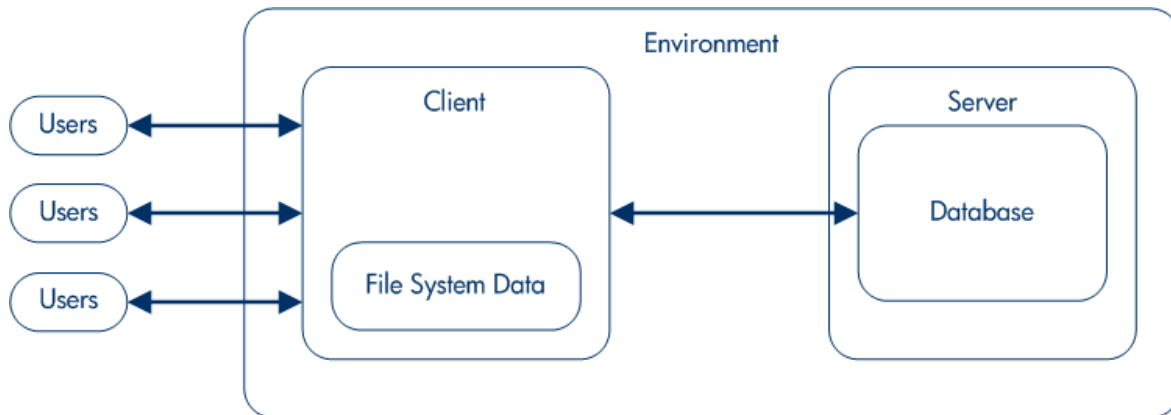 Environment
Client
Server
Users
Users
Database
Users
File System Data